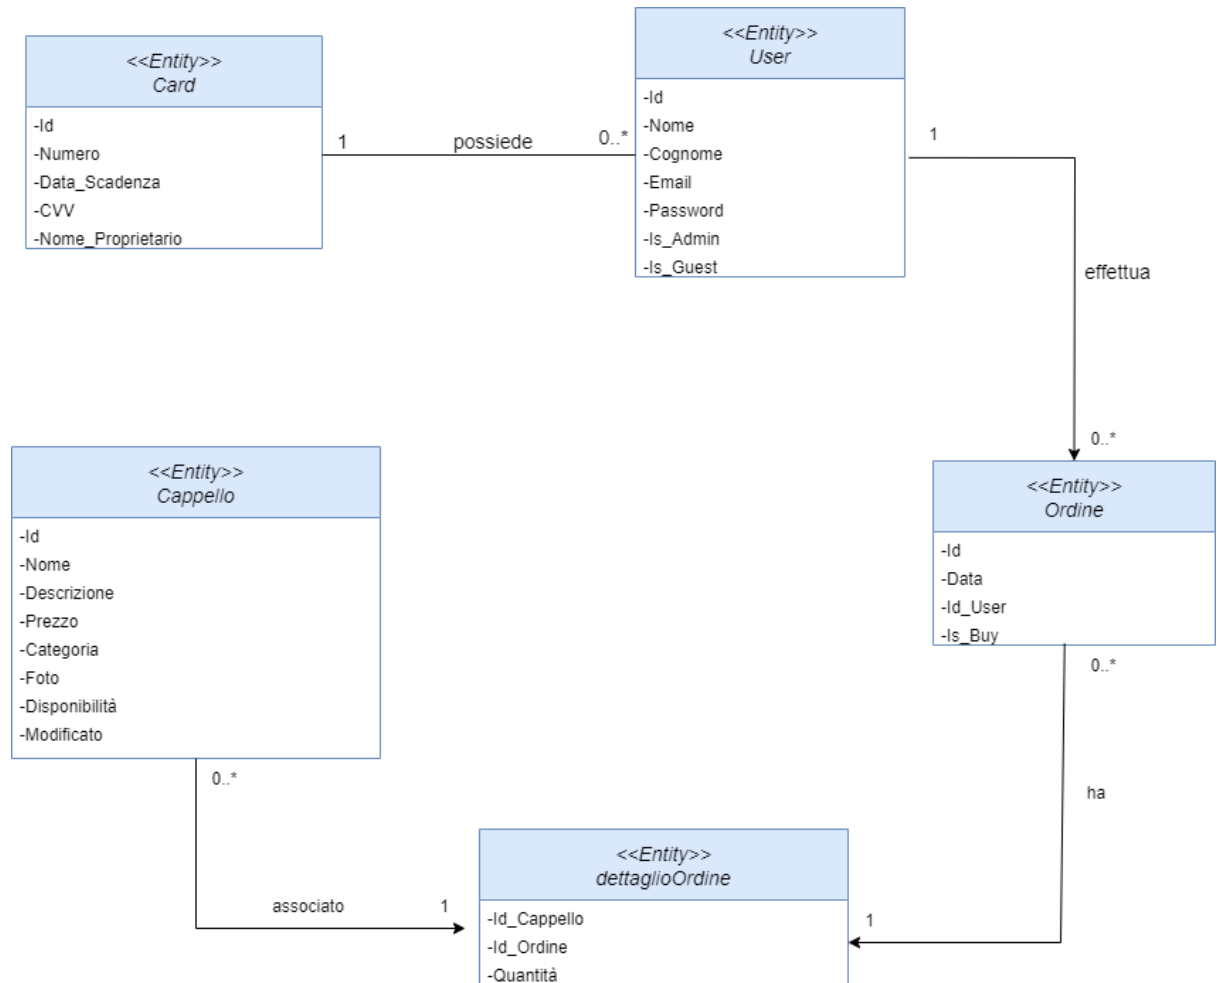 <<Entity>>
Card
-Id
-Numero
-Data_Scadenza
-CVV
-Nome_Proprietario
1
possiede
0..*
<<Entity>>
User
-Id
-Nome
-Cognome
-Email
-Password
-Is_Admin
-Is_Guest
1
effettua
0..*
<<Entity>>
Cappello
-Id
-Nome
-Descrizione
-Prezzo
-Categoria
-Foto
-Disponibilità
-Modificato
0..*
<<Entity>>
Ordine
-Id
-Data
-Id_User
-Is_Buy
0..*
ha
associato
1
<<Entity>>
dettaglioOrdine
-Id_Cappello
-Id_Ordine
-Quantità
1